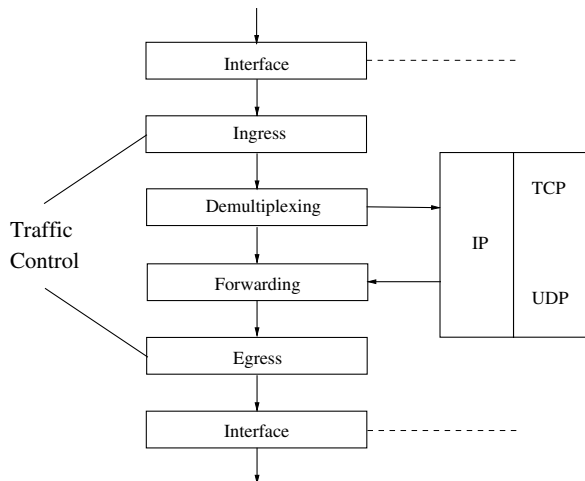 Interface
Ingress
Demultiplexing
Forwarding
Egress
Interface
Traffic
Control
IP
TCP
UDP